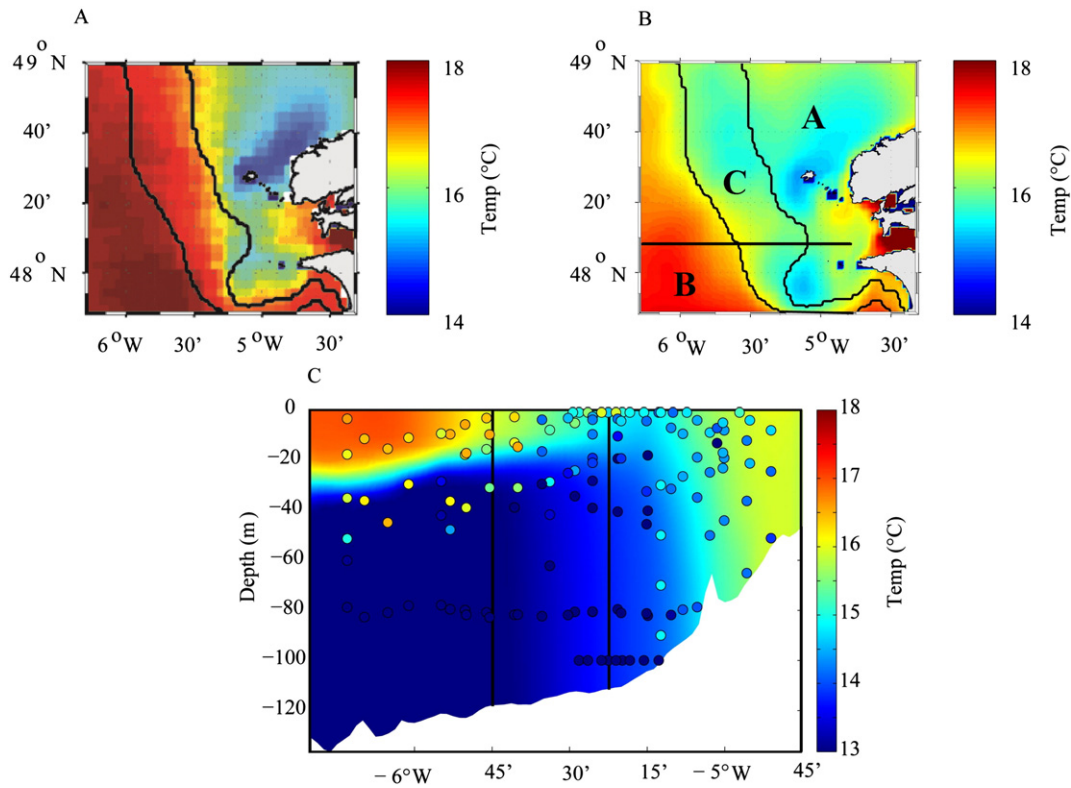 A
B
49 ° N
40’
20’
48 ° N
6 °W
30’
5 °W
30’
18
16
14
Temp (°C)
49 ° N
40’
20’
48 ° N
6 °W
30’
5 °W
30’
A
C
B
18
16
14
Temp (°C)
C
0
−20
−40
−60
−80
−100
−120
Depth (m )
− 6°W
45’
30’
15’
− 5°W
45’
18
17
16
15
14
13
Temp (°C)